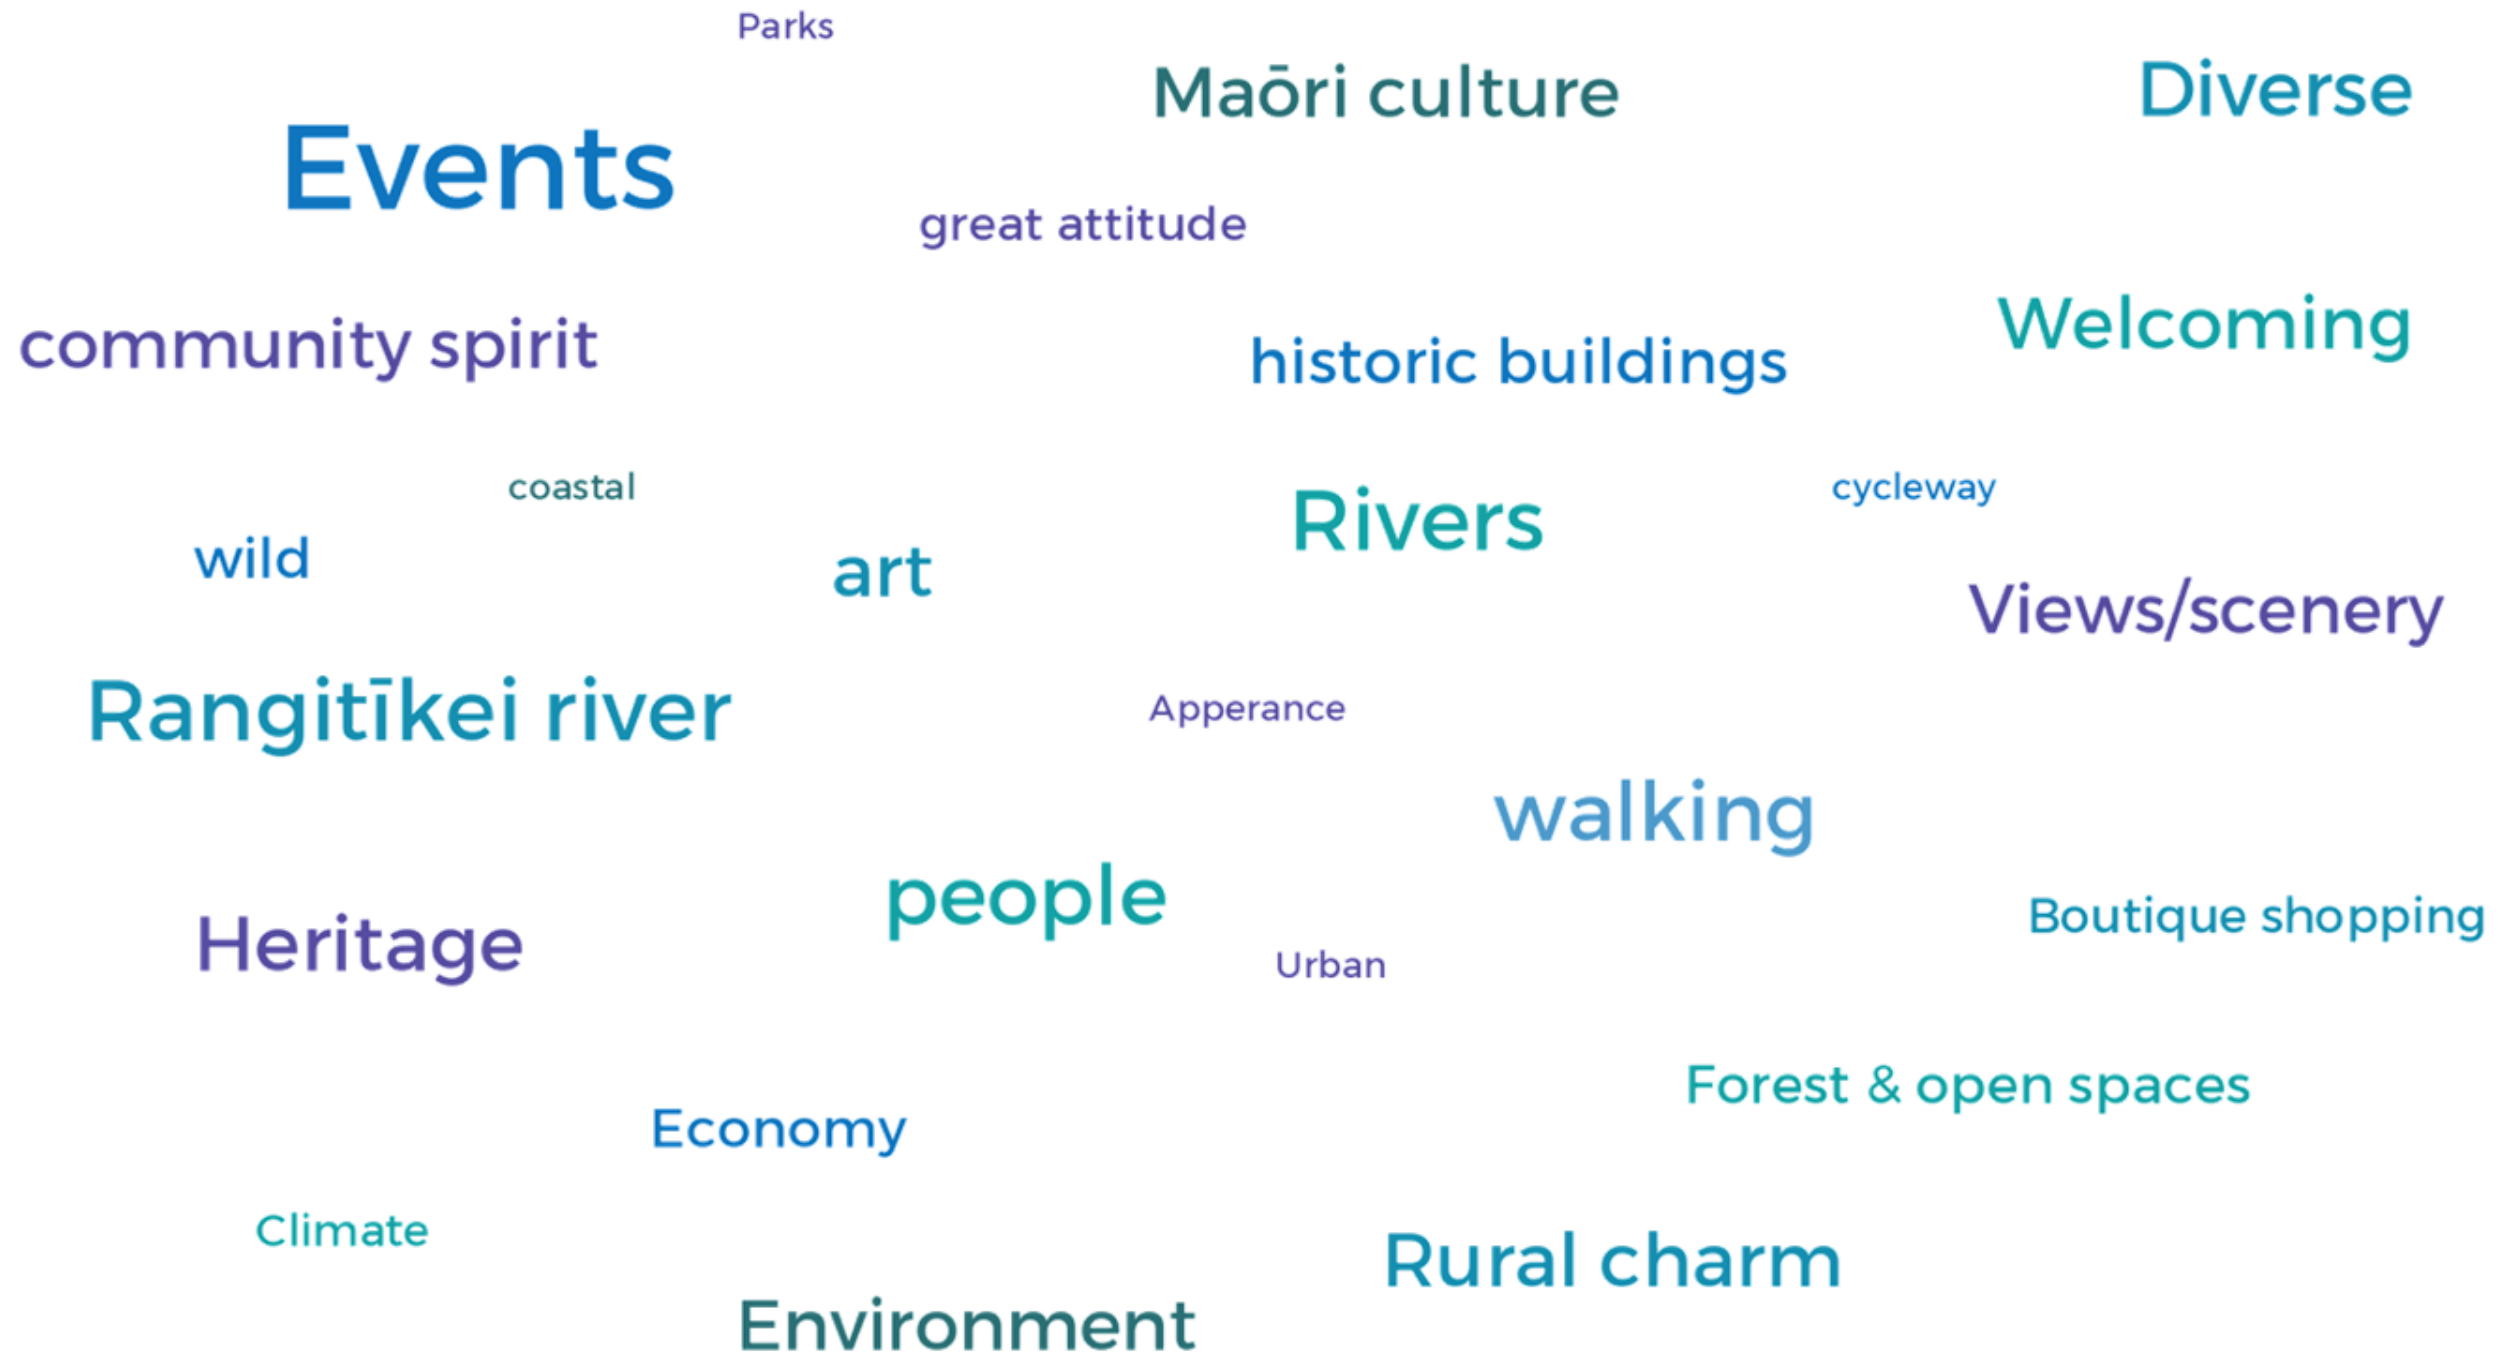 Parks
Māori culture
Diverse
Events
great attitude
Welcoming
community spirit
historic buildings
coastal
Rivers
cycleway
wild
art
Views/scenery
Rangitīkei river
Apperance
walking
people
Boutique shopping
Heritage
Urban
Forest & open spaces
Economy
Climate
Rural charm
Environment